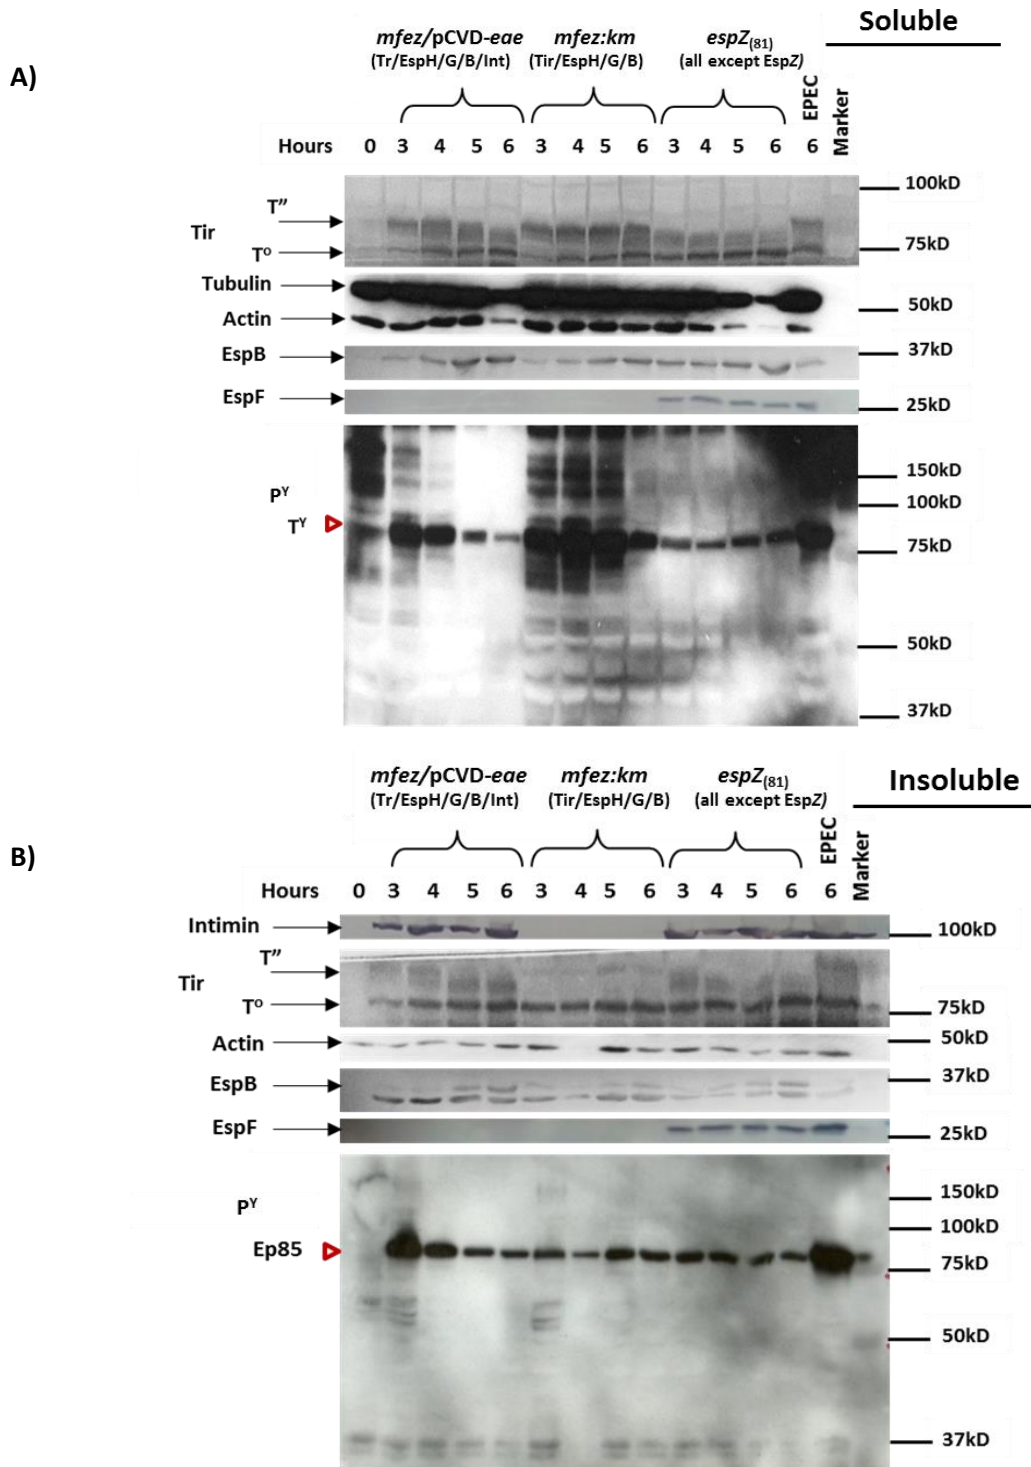 Soluble
A)
mfez/pCVD-eae mfez:km espZ(81)
(Tr/EspH/G/B/Int) (Tir/EspH/G/B) (all except EspZ)
EPEC
Marker
Hours 0 3 4 5 6 3 4 5 6 3 4 5 6 6
100kD
T”
Tir
Tº
75kD
Tubulin
50kD
Actin
EspB
37kD
EspF
25kD
150kD
Pʸ
100kD
Tʸ
75kD
50kD
37kD
mfez/pCVD-eae mfez:km espZ(81)
(Tr/EspH/G/B/Int) (Tir/EspH/G/B) (all except EspZ)
Insoluble
B)
EPEC
Marker
Hours 0 3 4 5 6 3 4 5 6 3 4 5 6 6
Intimin
100kD
T”
Tir
Tº
75kD
Actin
50kD
EspB
37kD
EspF
25kD
150kD
Pʸ
100kD
Ep85
75kD
50kD
37kD